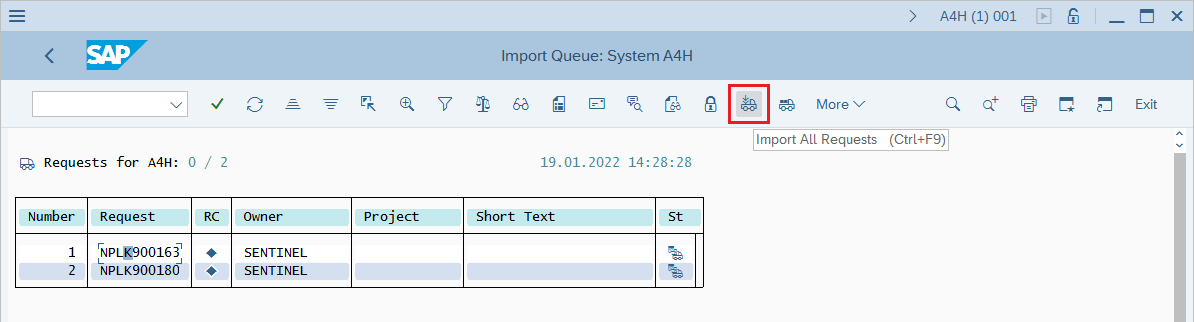 A4H (1) 001
SAP Import Queue: System A4H
More Exit
Import All Requests (Ctrl+F9)
Requests for A4H: 0 / 2 19.01.2022 14:28:28
Number Request RC Owner Project Short Text St
1 NPLK900163 SENTINEL
2 NPLK900180 SENTINEL